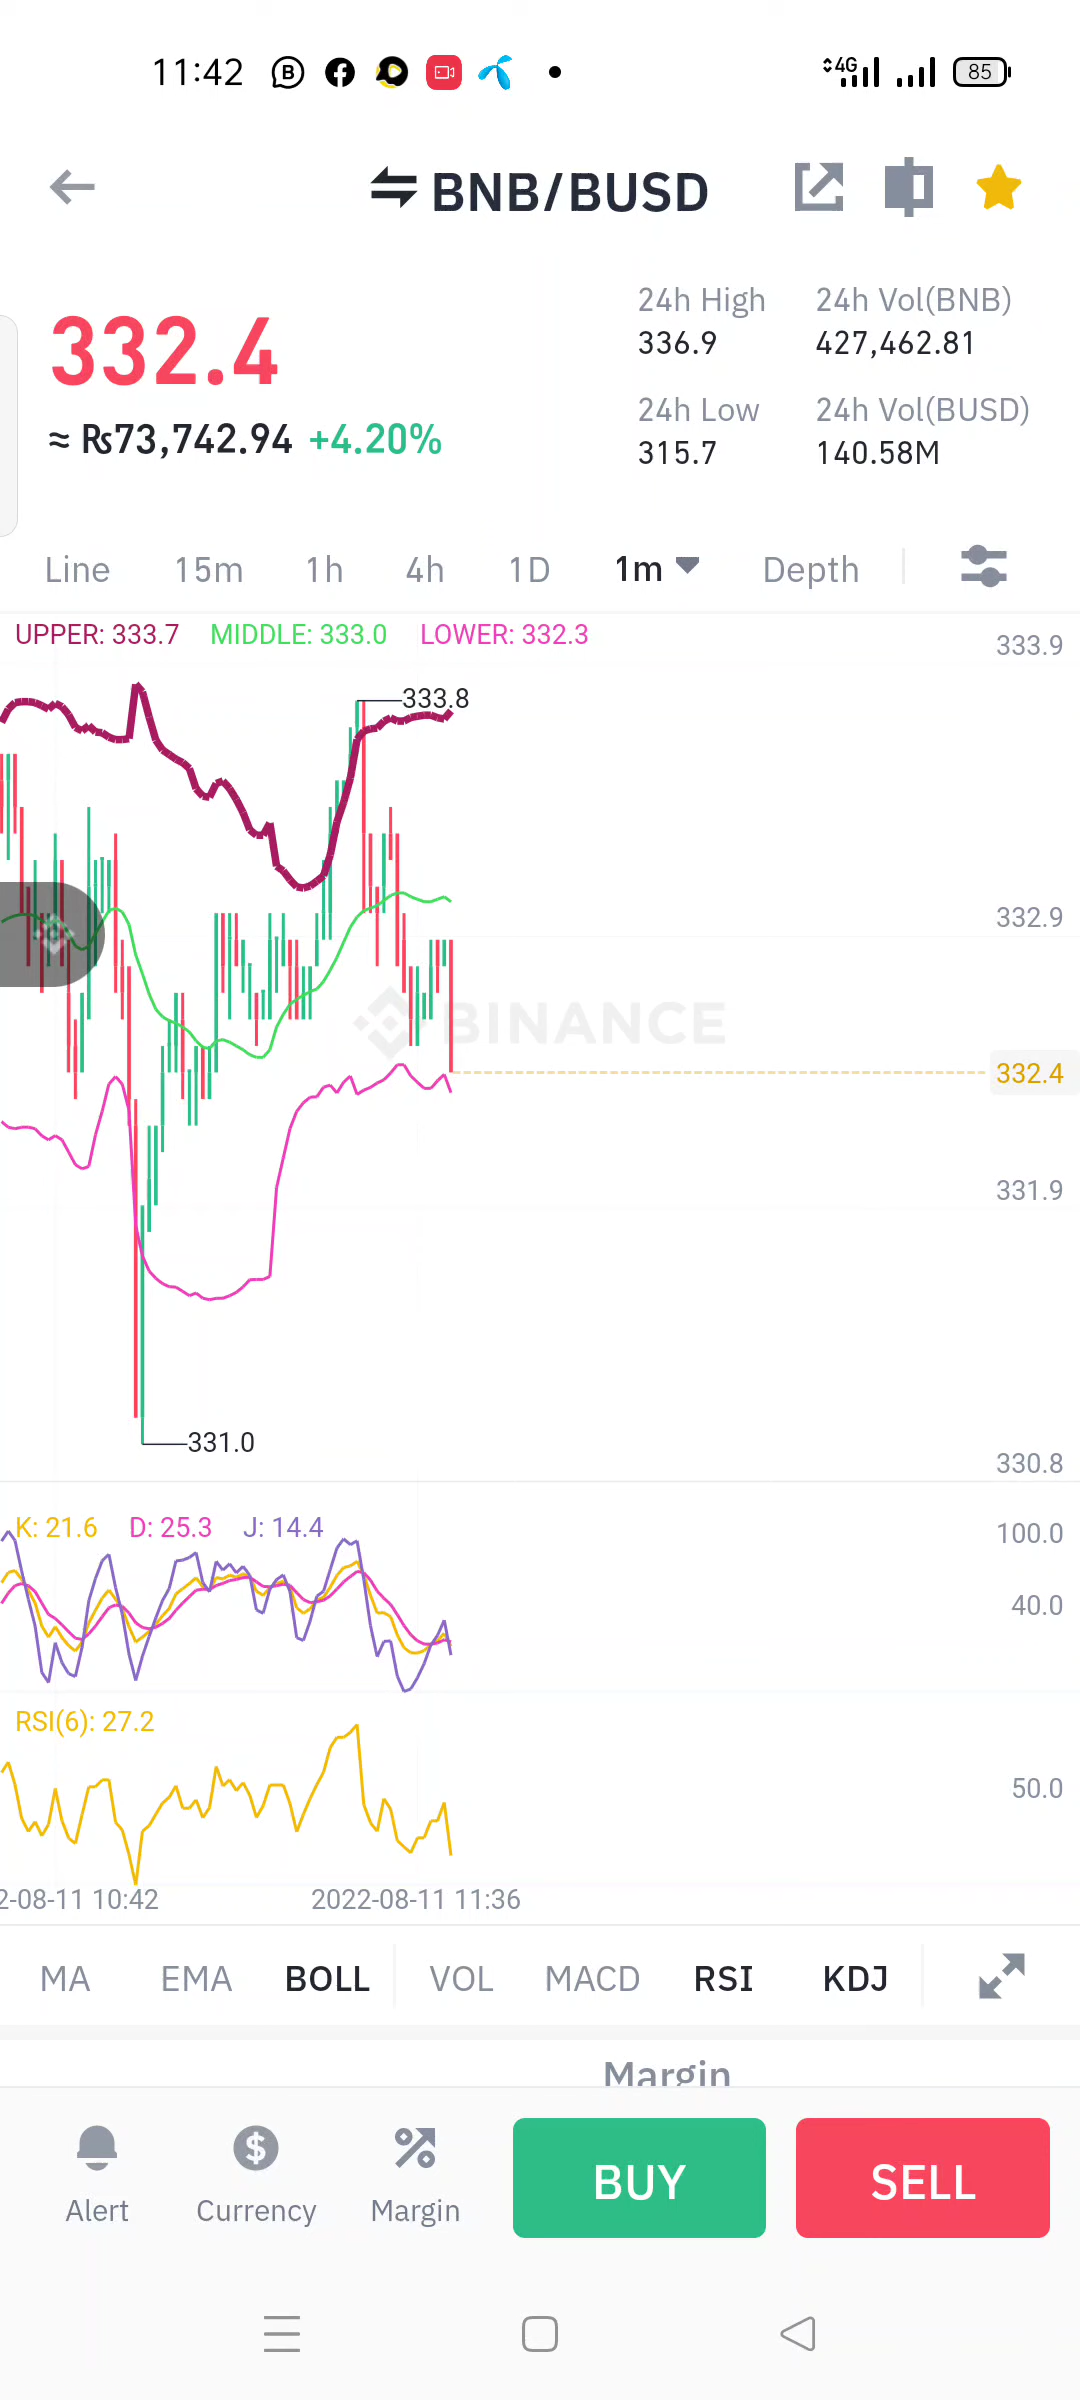 11:42 B 4G 85
BNB/BUSD
332.4
≈ ₨73,742.94 +4.20%
24h High 24h Vol(BNB)
336.9 427,462.81
24h Low 24h Vol(BUSD)
315.7 140.58M
Line 15m 1h 4h 1D 1m Depth
UPPER: 333.7 MIDDLE: 333.0 LOWER: 332.3
333.9
333.8
332.9
BINANCE
332.4
331.9
331.0
330.8
K: 21.6 D: 25.3 J: 14.4
100.0
40.0
RSI(6): 27.2
50.0
2-08-11 10:42 2022-08-11 11:36
MA EMA BOLL VOL MACD RSI KDJ
Margin
Alert Currency Margin BUY SELL